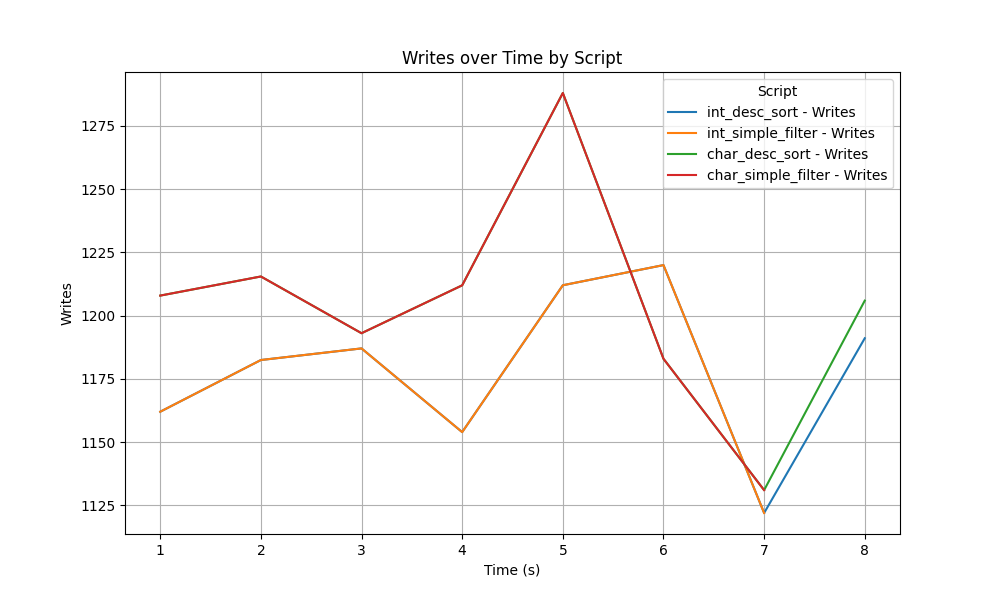 Writes over Time by Script
Script
int_desc_sort - Writes
int_simple_filter - Writes
char_desc_sort - Writes
char_simple_filter - Writes
Writes
1275
1250
1225
1200
1175
1150
1125
1 2 3 4 5 6 7 8
Time (s)